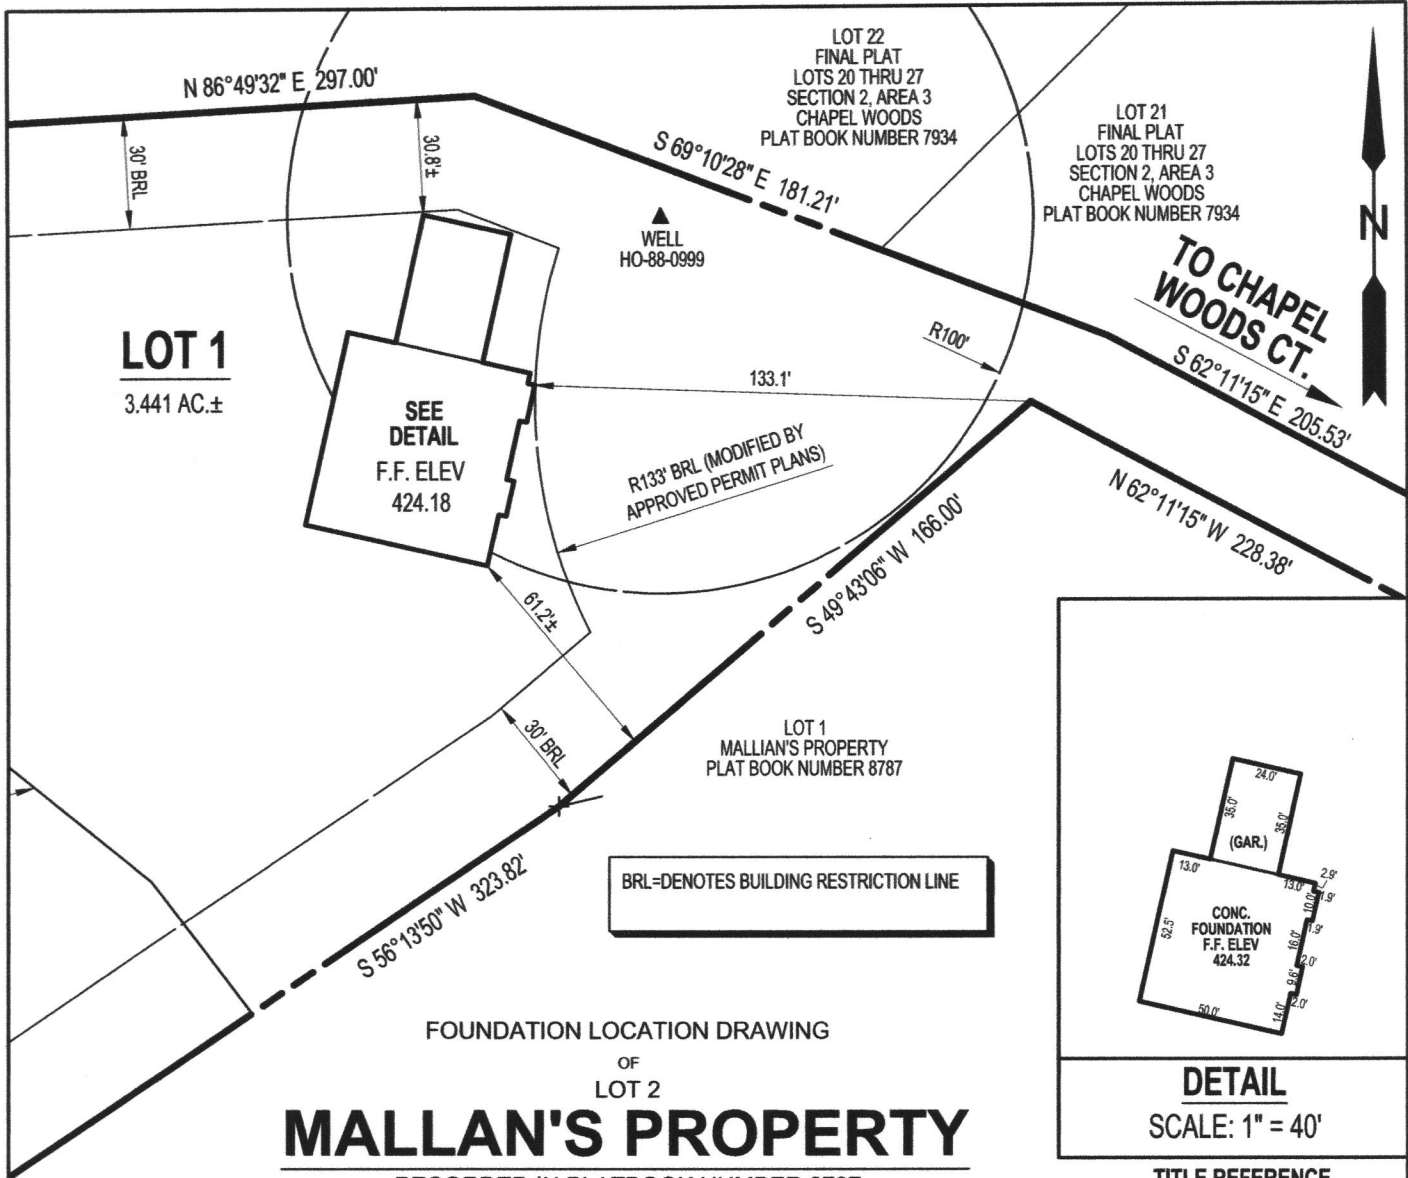 N 86°49'32" E 297.00'
LOT 22
FINAL PLAT
LOTS 20 THRU 27
SECTION 2, AREA 3
CHAPEL WOODS
PLAT BOOK NUMBER 7934
LOT 21
FINAL PLAT
LOTS 20 THRU 27
SECTION 2, AREA 3
CHAPEL WOODS
PLAT BOOK NUMBER 7934
N
30' BRL
30.8'±
S 69°10'28" E 181.21'
WELL
HO-88-0999
TO CHAPEL
WOODS CT.
S 62°11'15" E 205.53'
LOT 1
3.441 AC.±
R100'
133.1'
SEE
DETAIL
F.F. ELEV
424.18
R133' BRL (MODIFIED BY
APPROVED PERMIT PLANS)
N 62°11'15" W 228.38'
S 49°43'06" W 166.00'
61.2'±
30' BRL
LOT 1
MALLIAN'S PROPERTY
PLAT BOOK NUMBER 8787
S 56°13'50" W 323.82'
BRL=DENOTES BUILDING RESTRICTION LINE
24.0'
35.0'
35.0'
(GAR.)
13.0'
13.0'
2.9'
1.9'
10.0'
CONC.
FOUNDATION
F.F. ELEV
424.32
52.5'
1.9'
16.0'
2.0'
9.6'
2.0'
14.0'
50.0'
DETAIL
SCALE: 1" = 40'
FOUNDATION LOCATION DRAWING
OF
LOT 2
MALLAN'S PROPERTY
TITLE REFERENCE